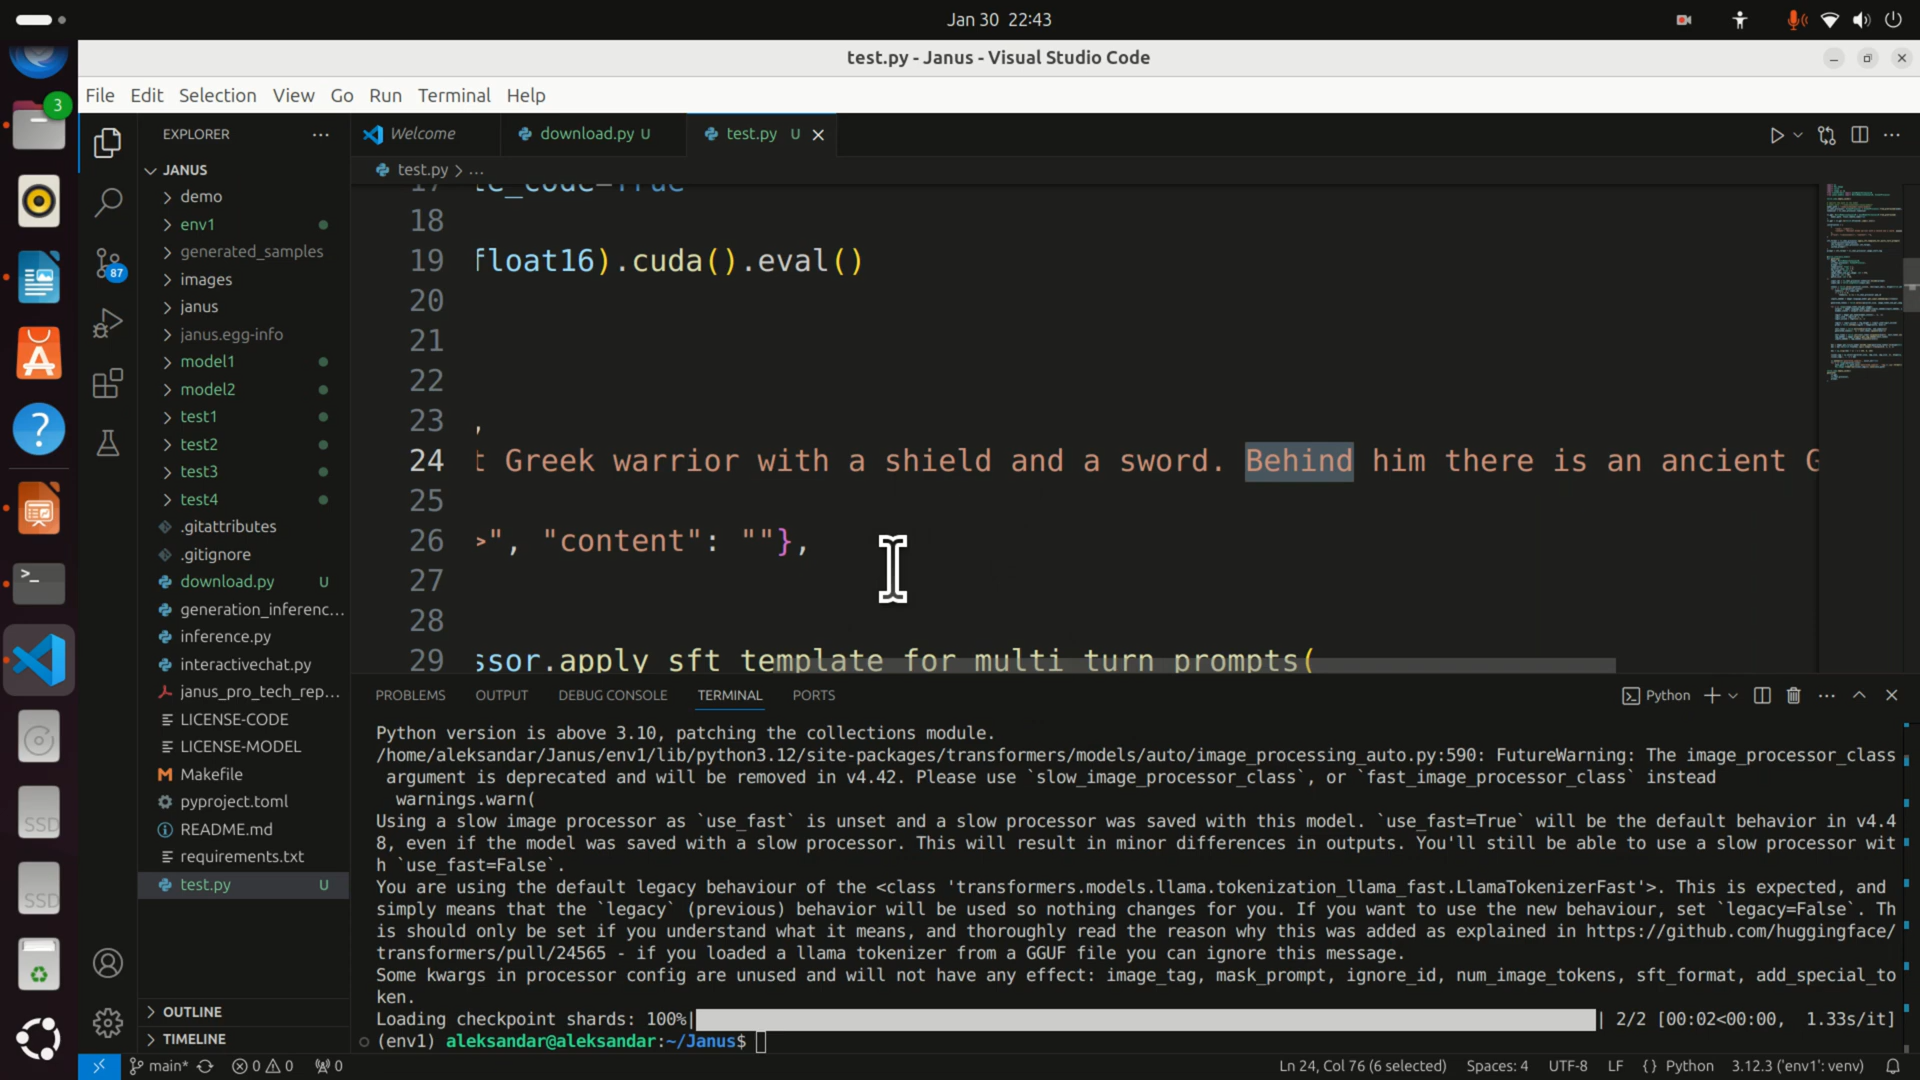 Jan 30 22:43
test.py - Janus - Visual Studio Code
File Edit Selection View Go Run Terminal Help
3
EXPLORER
Welcome
download.py U
test.py U
JANUS
test.py > ...
demo
env1
generated_samples
images
janus
janus.egg-info
model1
model2
test1
test2
test3
test4
.gitattributes
.gitignore
download.py U
generation_inferenc...
inference.py
interactivechat.py
janus_pro_tech_rep...
LICENSE-CODE
LICENSE-MODEL
Makefile
pyproject.toml
README.md
requirements.txt
test.py U
OUTLINE
TIMELINE
87
SSD
SSD
17 te_code=True
18
19 float16).cuda().eval()
20
21
22
23 ,
24 t Greek warrior with a shield and a sword. Behind him there is an ancient G
25
26 >", "content": ""},
27
28
29 ssor.apply_sft_template_for_multi_turn_prompts(
PROBLEMS OUTPUT DEBUG CONSOLE TERMINAL PORTS
Python
Python version is above 3.10, patching the collections module.
/home/aleksandar/Janus/env1/lib/python3.12/site-packages/transformers/models/auto/image_processing_auto.py:590: FutureWarning: The image_processor_class
argument is deprecated and will be removed in v4.42. Please use `slow_image_processor_class`, or `fast_image_processor_class` instead
warnings.warn(
Using a slow image processor as `use_fast` is unset and a slow processor was saved with this model. `use_fast=True` will be the default behavior in v4.4
8, even if the model was saved with a slow processor. This will result in minor differences in outputs. You'll still be able to use a slow processor wit
h `use_fast=False`.
You are using the default legacy behaviour of the <class 'transformers.models.llama.tokenization_llama_fast.LlamaTokenizerFast'>. This is expected, and
simply means that the `legacy` (previous) behavior will be used so nothing changes for you. If you want to use the new behaviour, set `legacy=False`. Th
is should only be set if you understand what it means, and thoroughly read the reason why this was added as explained in https://github.com/huggingface/
transformers/pull/24565 - if you loaded a llama tokenizer from a GGUF file you can ignore this message.
Some kwargs in processor config are unused and will not have any effect: image_tag, mask_prompt, ignore_id, num_image_tokens, sft_format, add_special_to
ken.
Loading checkpoint shards: 100%| | 2/2 [00:02<00:00, 1.33s/it]
(env1) aleksandar@aleksandar:~/Janus$
main* 0 0 0 Ln 24, Col 76 (6 selected) Spaces: 4 UTF-8 LF {} Python 3.12.3 ('env1': venv)